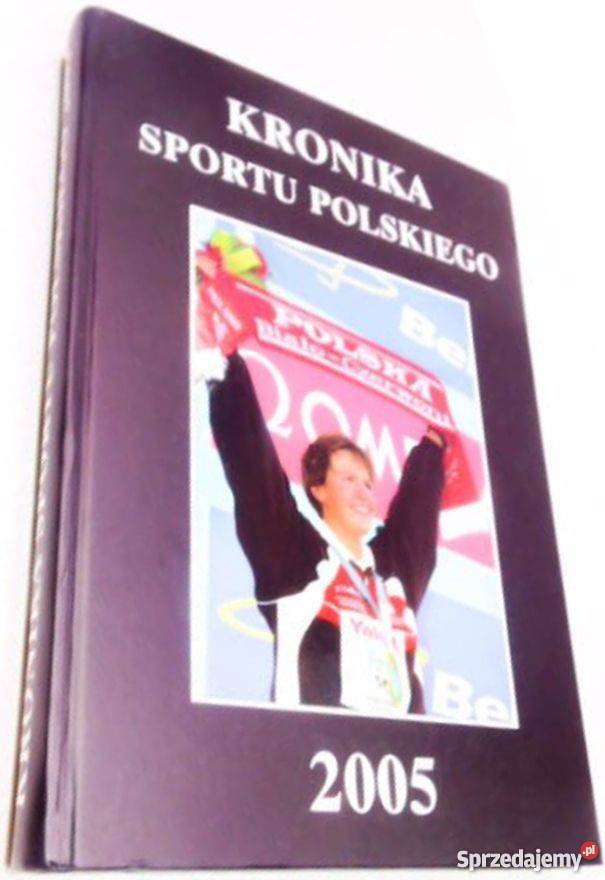 KRONIKA
SPORTU POLSKIEGO
Be
POLSKA
Biało-Czerwoni
2005
Be
Sprzedajemy.pl